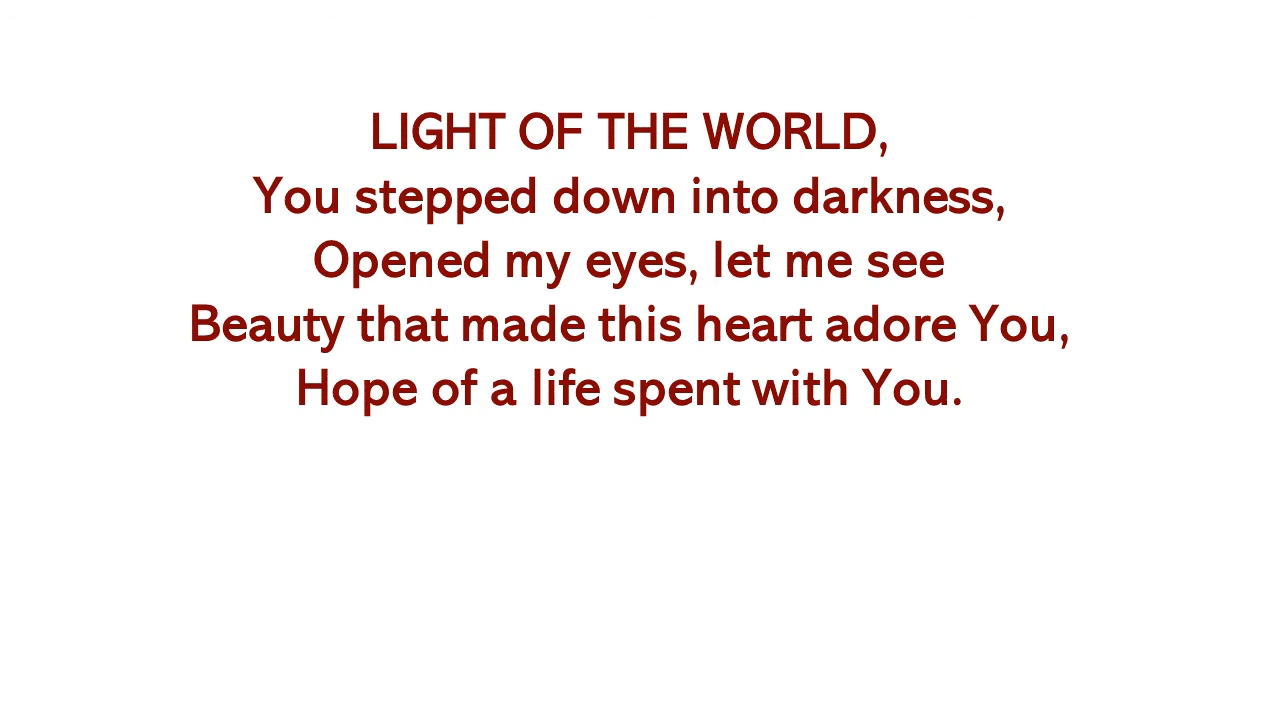 LIGHT OF THE WORLD,
You stepped down into darkness,
Opened my eyes, let me see
Beauty that made this heart adore You,
Hope of a life spent with You.